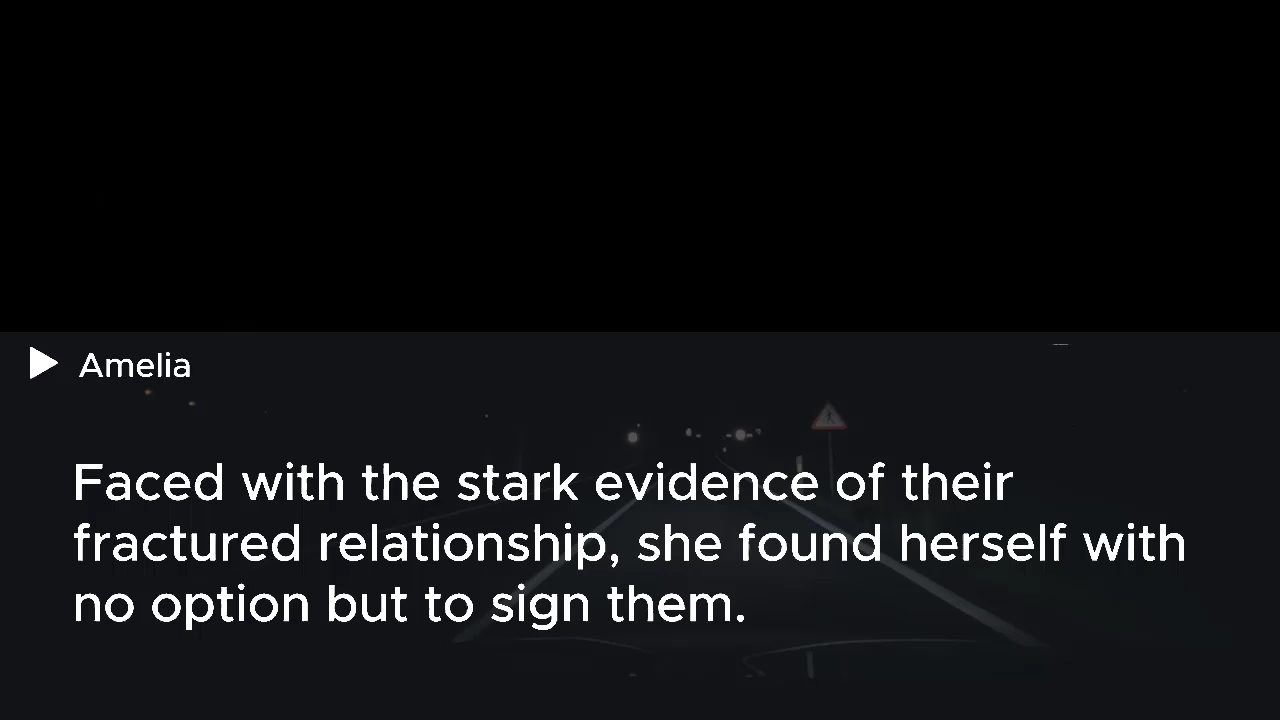 Amelia
Faced with the stark evidence of their
fractured relationship, she found herself with
no option but to sign them.